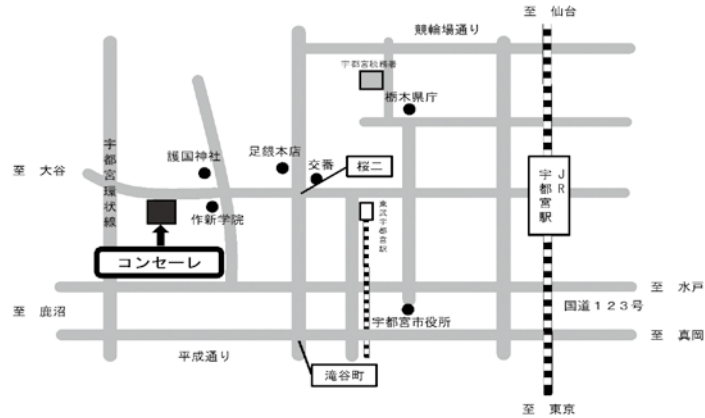 至 仙台
競輪場通り
宇都宮税務署
栃木県庁
宇都宮環状線
護国神社
足銀本店
交番
桜二
至 大谷
作新学院
東武宇都宮駅
JR宇都宮駅
コンセーレ
至 水戸
国道123号
至 鹿沼
宇都宮市役所
至 真岡
平成通り
滝谷町
至 東京